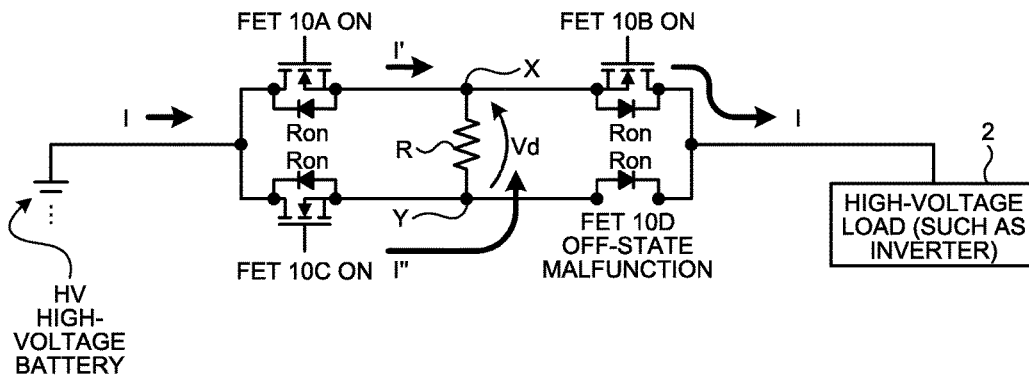 FET 10A ON
FET 10B ON
I'
X
I
Ron
Ron
R
Vd
I
2
Ron
Ron
HIGH-VOLTAGE
LOAD (SUCH AS
INVERTER)
Y
FET 10D
OFF-STATE
MALFUNCTION
FET 10C ON
I"
HV
HIGH-
VOLTAGE
BATTERY